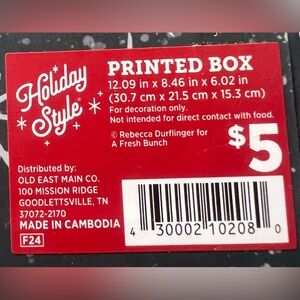 Holiday
Style
PRINTED BOX
12.09 in x 8.46 in x 6.02 in
(30.7 cm x 21.5 cm x 15.3 cm)
For decoration only.
Not intended for direct contact with food.
© Rebecca Durflinger for
A Fresh Bunch
$5
Distributed by:
OLD EAST MAIN CO.
100 MISSION RIDGE
GOODLETTSVILLE, TN
37072-2170
MADE IN CAMBODIA
F24
4 30002 10208 0